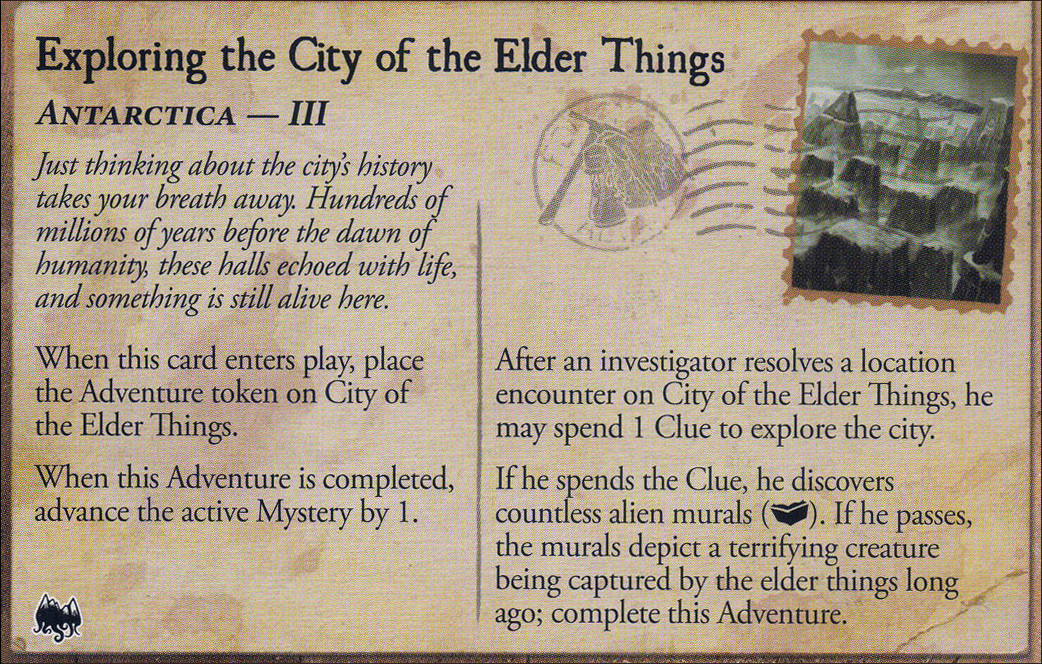 Exploring the City of the Elder Things
ANTARCTICA — III
Just thinking about the city's history
takes your breath away. Hundreds of
millions of years before the dawn of
humanity, these halls echoed with life,
and something is still alive here.
When this card enters play, place
the Adventure token on City of
the Elder Things.
When this Adventure is completed,
advance the active Mystery by 1.
After an investigator resolves a location
encounter on City of the Elder Things, he
may spend 1 Clue to explore the city.
If he spends the Clue, he discovers
countless alien murals (). If he passes,
the murals depict a terrifying creature
being captured by the elder things long
ago; complete this Adventure.